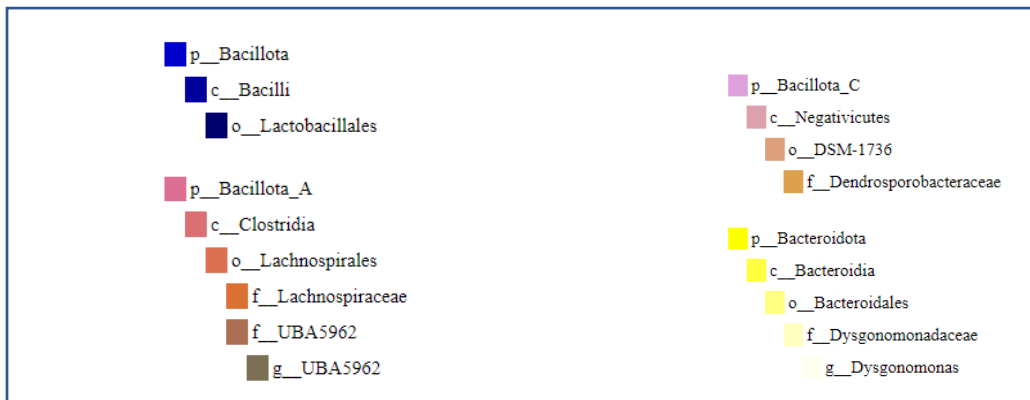 p__Bacillota
c__Bacilli
o__Lactobacillales
p__Bacillota_A
c__Clostridia
o__Lachnospirales
f__Lachnospiraceae
f__UBA5962
g__UBA5962
p__Bacillota_C
c__Negativicutes
o__DSM-1736
f__Dendrosporobacteraceae
p__Bacteroidota
c__Bacteroidia
o__Bacteroidales
f__Dysgonomonadaceae
g__Dysgonomonas